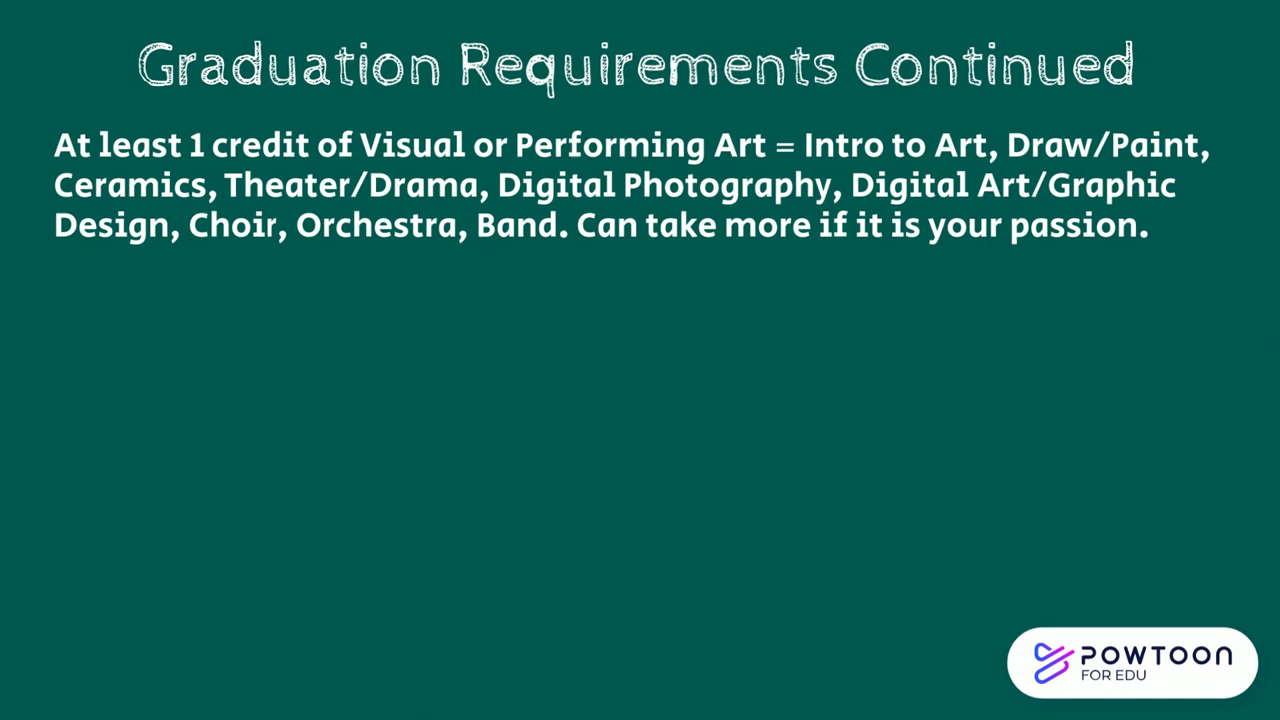 Graduation Requirements Continued
At least 1 credit of Visual or Performing Art = Intro to Art, Draw/Paint,
Ceramics, Theater/Drama, Digital Photography, Digital Art/Graphic
Design, Choir, Orchestra, Band. Can take more if it is your passion.
POWTOON
FOR EDU